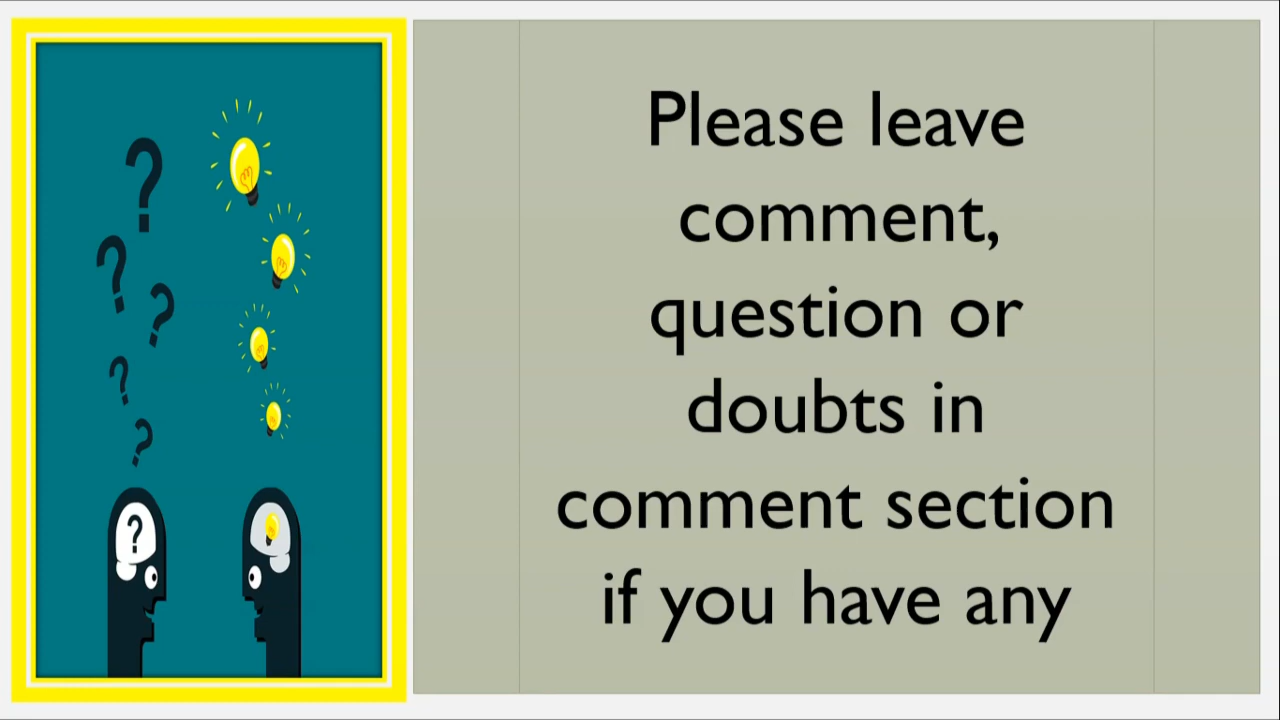 Please leave
comment,
question or
doubts in
comment section
if you have any